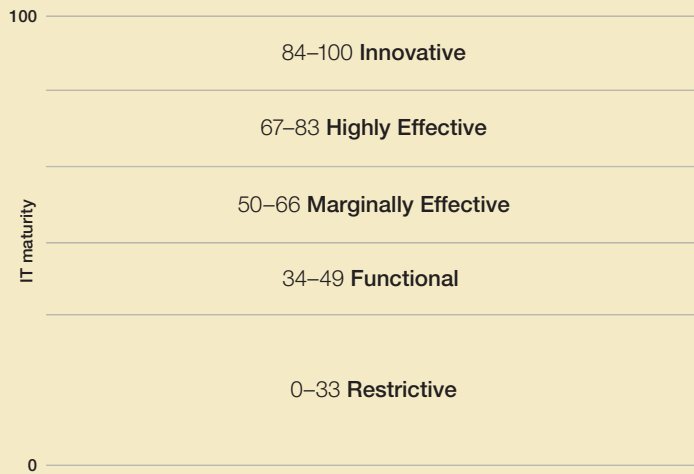 100
84–100 Innovative
67–83 Highly Effective
50–66 Marginally Effective
IT maturity
34–49 Functional
0–33 Restrictive
0